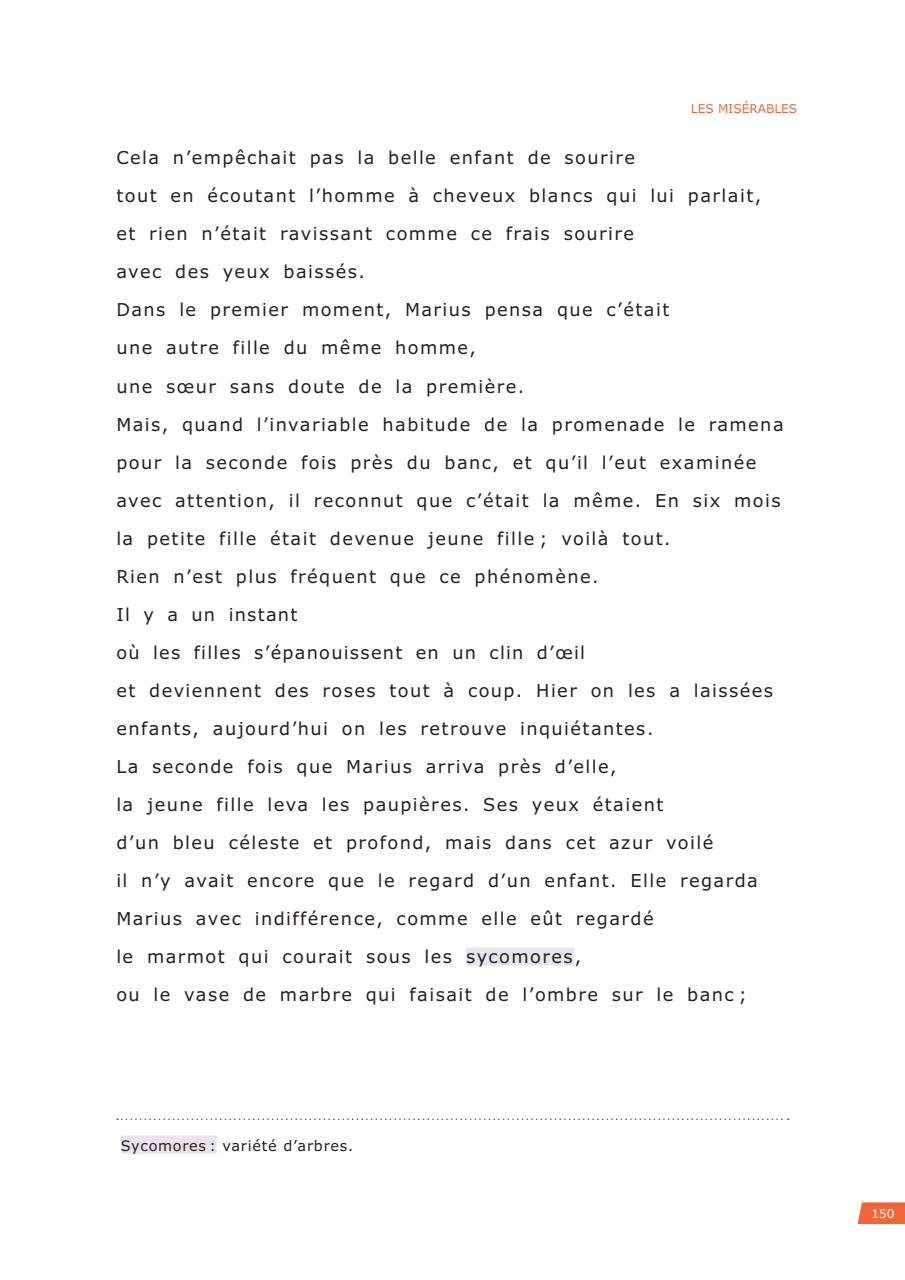 LES MISÉRABLES
Cela n’empêchait pas la belle enfant de sourire
tout en écoutant l’homme à cheveux blancs qui lui parlait,
et rien n’était ravissant comme ce frais sourire
avec des yeux baissés.
Dans le premier moment, Marius pensa que c’était
une autre fille du même homme,
une sœur sans doute de la première.
Mais, quand l’invariable habitude de la promenade le ramena
pour la seconde fois près du banc, et qu’il l’eut examinée
avec attention, il reconnut que c’était la même. En six mois
la petite fille était devenue jeune fille ; voilà tout.
Rien n’est plus fréquent que ce phénomène.
Il y a un instant
où les filles s’épanouissent en un clin d’œil
et deviennent des roses tout à coup. Hier on les a laissées
enfants, aujourd’hui on les retrouve inquiétantes.
La seconde fois que Marius arriva près d’elle,
la jeune fille leva les paupières. Ses yeux étaient
d’un bleu céleste et profond, mais dans cet azur voilé
il n’y avait encore que le regard d’un enfant. Elle regarda
Marius avec indifférence, comme elle eût regardé
le marmot qui courait sous les sycomores,
ou le vase de marbre qui faisait de l’ombre sur le banc ;
Sycomores : variété d’arbres.
150